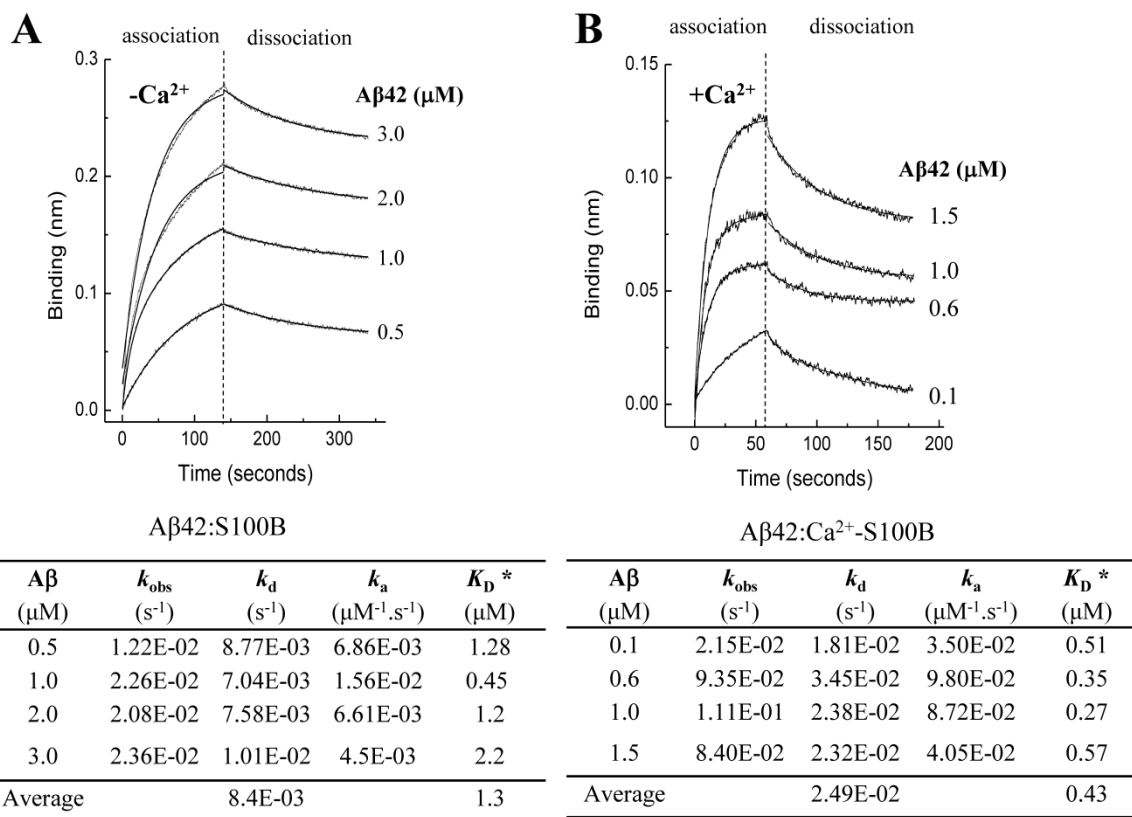 A
association dissociation
-Ca²⁺
Aβ42 (μM)
3.0
2.0
1.0
0.5
0.3
0.2
0.1
0.0
Binding (nm)
0 100 200 300
Time (seconds)
Aβ42:S100B
Aβ k_obs k_d k_a K_D *
(μM) (s⁻¹) (s⁻¹) (μM⁻¹.s⁻¹) (μM)
0.5 1.22E-02 8.77E-03 6.86E-03 1.28
1.0 2.26E-02 7.04E-03 1.56E-02 0.45
2.0 2.08E-02 7.58E-03 6.61E-03 1.2
3.0 2.36E-02 1.01E-02 4.5E-03 2.2
Average 8.4E-03 1.3
B
association dissociation
+Ca²⁺
Aβ42 (μM)
1.5
1.0
0.6
0.1
0.15
0.10
0.05
0.00
Binding (nm)
0 50 100 150 200
Time (seconds)
Aβ42:Ca²⁺-S100B
Aβ k_obs k_d k_a K_D *
(μM) (s⁻¹) (s⁻¹) (μM⁻¹.s⁻¹) (μM)
0.1 2.15E-02 1.81E-02 3.50E-02 0.51
0.6 9.35E-02 3.45E-02 9.80E-02 0.35
1.0 1.11E-01 2.38E-02 8.72E-02 0.27
1.5 8.40E-02 2.32E-02 4.05E-02 0.57
Average 2.49E-02 0.43